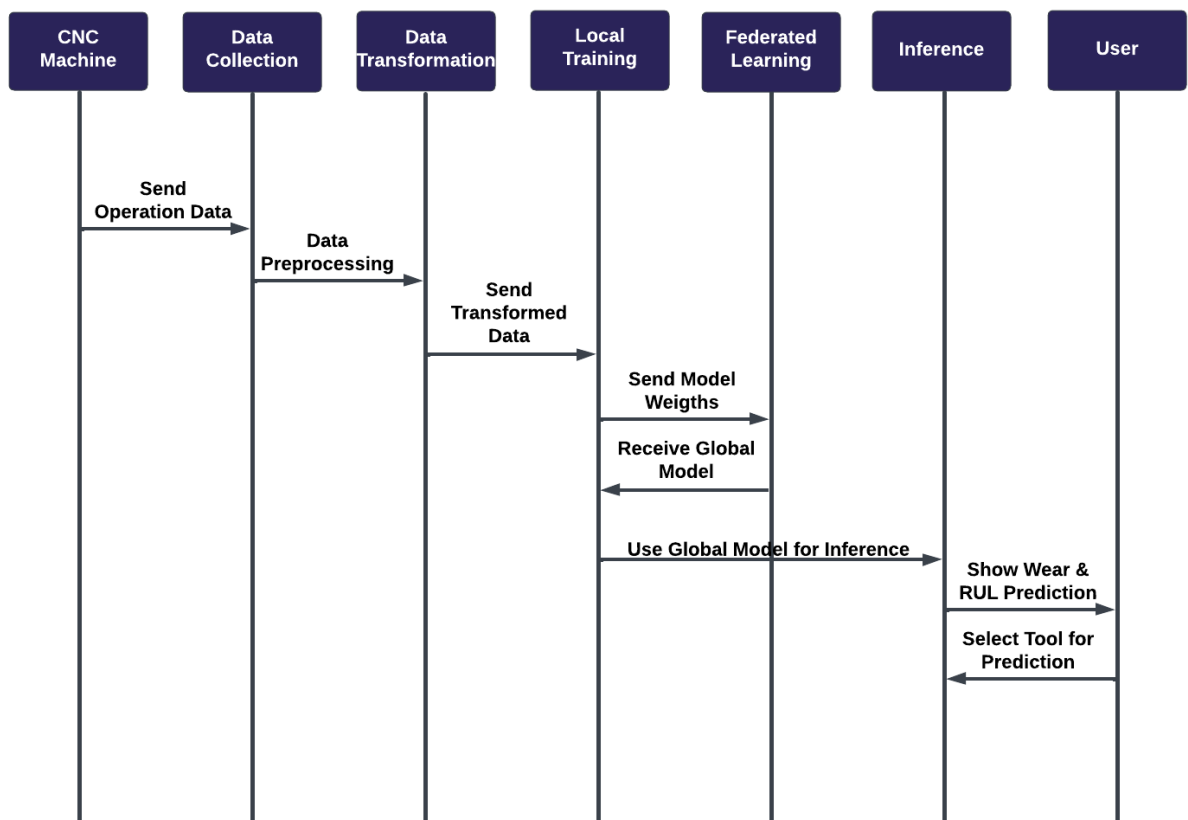 CNC
Machine
Data
Collection
Data
Transformation
Local
Training
Federated
Learning
Inference
User
Send
Operation Data
Data
Preprocessing
Send
Transformed
Data
Send Model
Weigths
Receive Global
Model
Use Global Model for Inference
Show Wear &
RUL Prediction
Select Tool for
Prediction